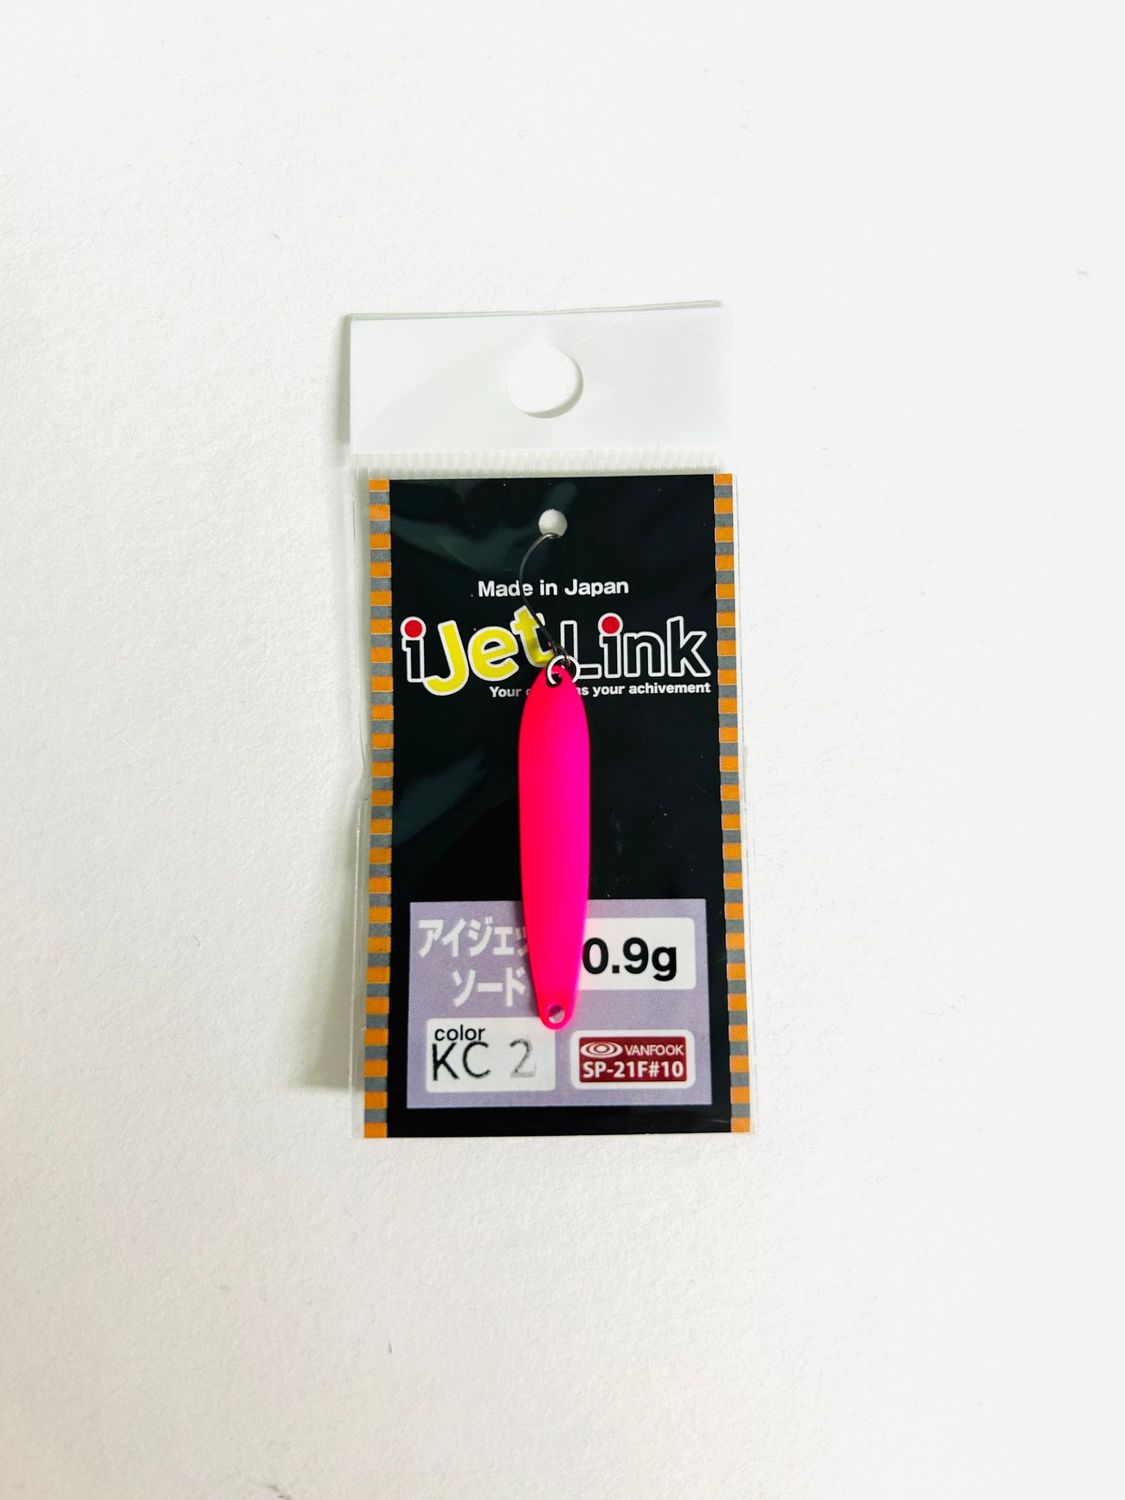 Made in Japan
iJet Link
Your as your achivement
アイジェッ
ソード
0.9g
color
KC 2
VANFOOK
SP-21F#10